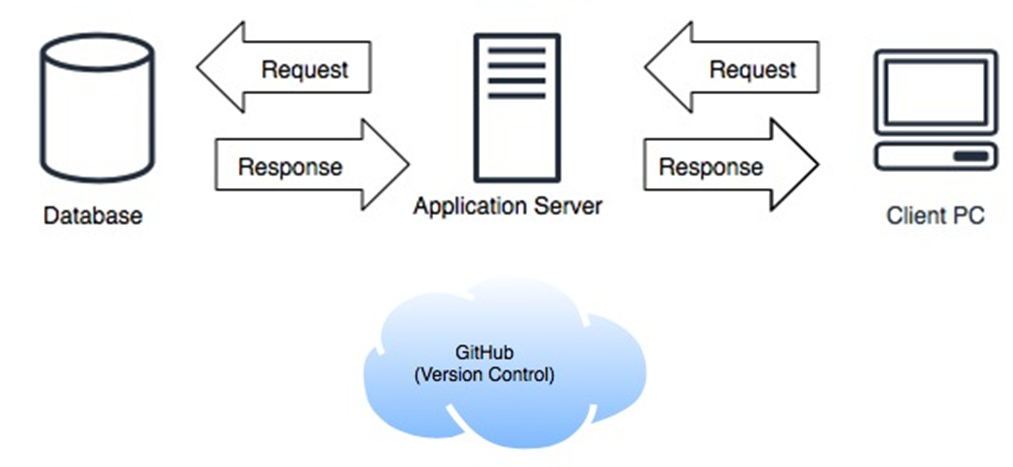 Request
Request
Response
Response
Database
Application Server
Client PC
GitHub
(Version Control)